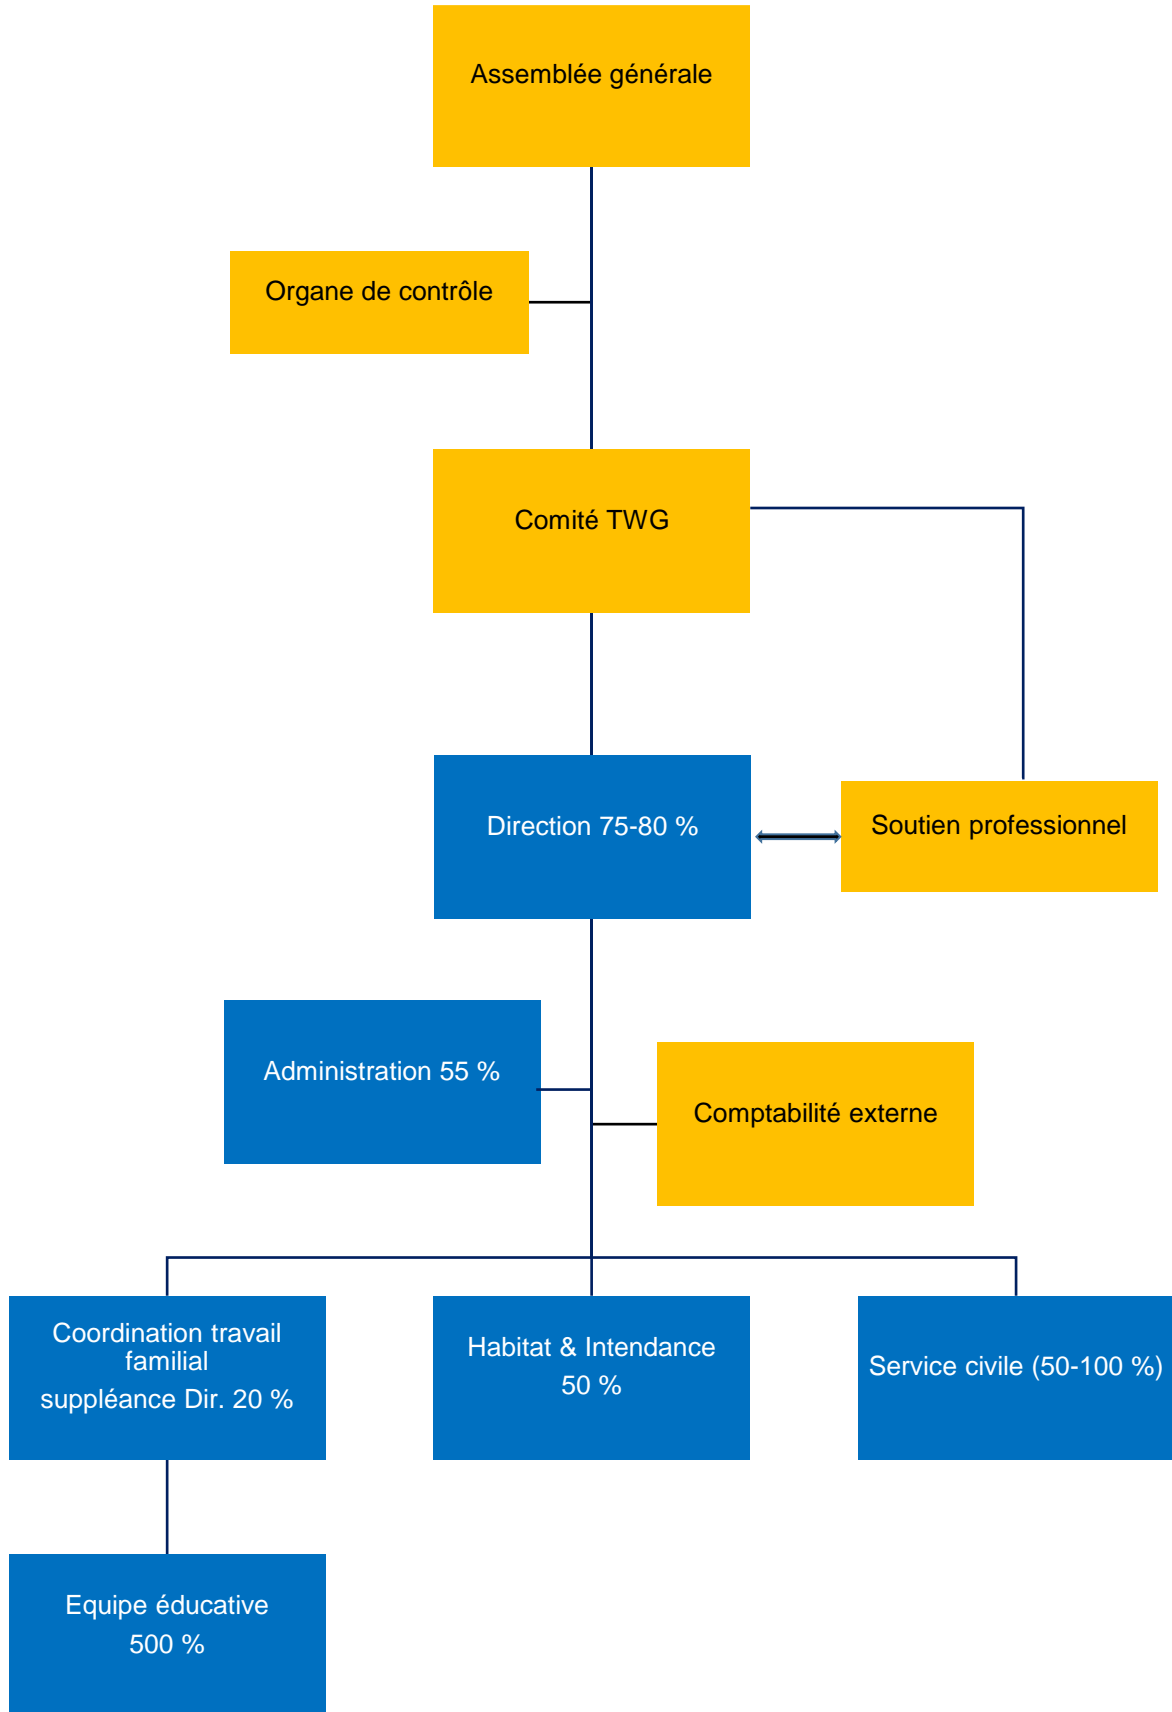 Assemblée générale
Organe de contrôle
Comité TWG
Direction 75-80 %
Soutien professionnel
Administration 55 %
Comptabilité externe
Coordination travail
familial
suppléance Dir. 20 %
Habitat & Intendance
50 %
Service civile (50-100 %)
Equipe éducative
500 %